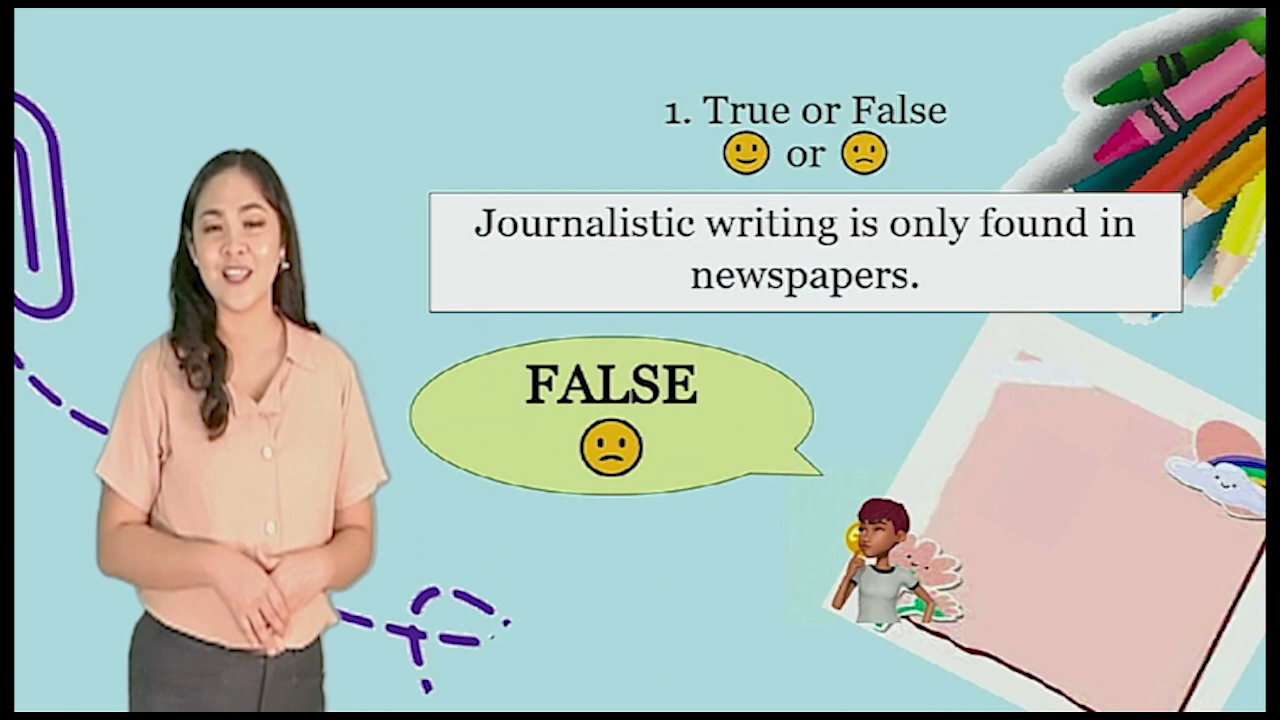 1. True or False
or
Journalistic writing is only found in
newspapers.
FALSE